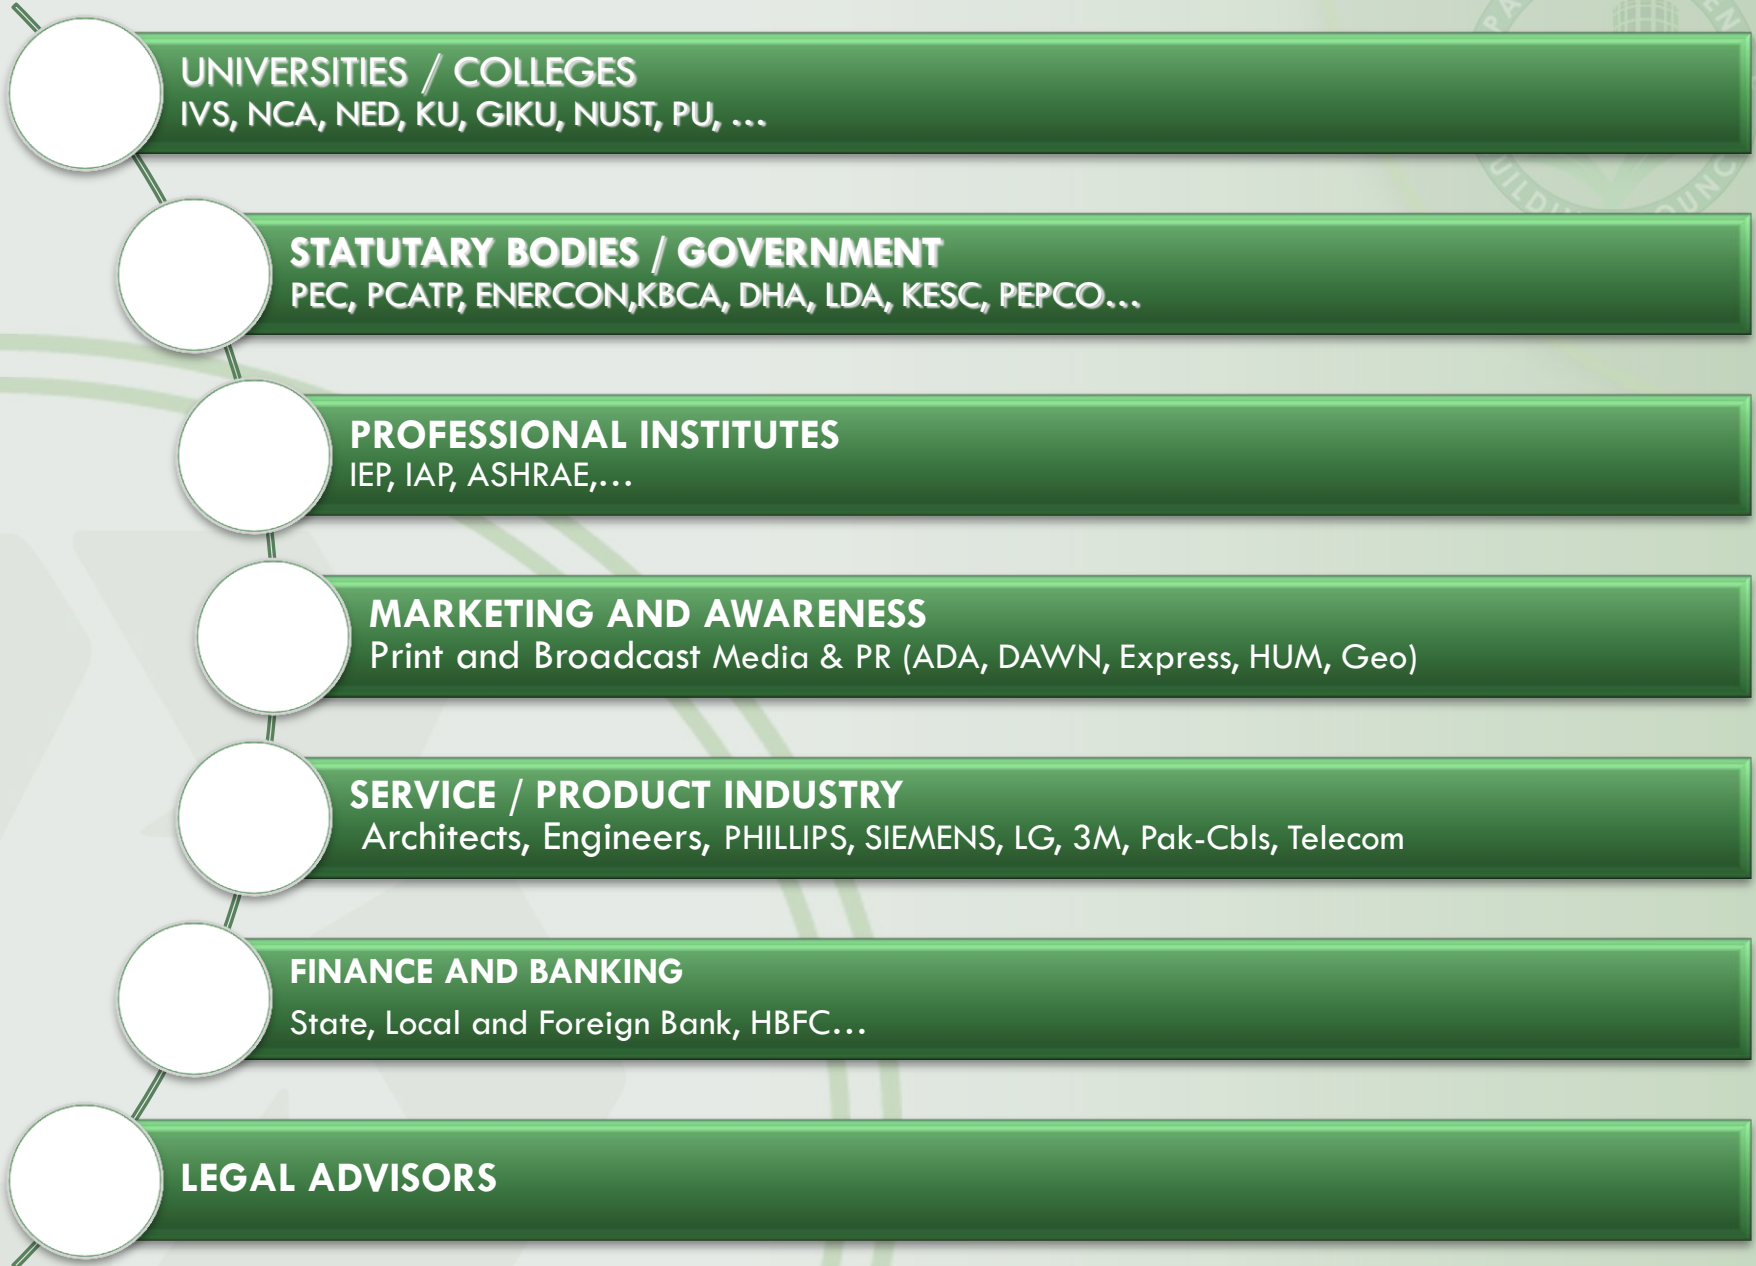 UNIVERSITIES / COLLEGES
IVS, NCA, NED, KU, GIKU, NUST, PU, ...
STATUTARY BODIES / GOVERNMENT
PEC, PCATP, ENERCON,KBCA, DHA, LDA, KESC, PEPCO...
PROFESSIONAL INSTITUTES
IEP, IAP, ASHRAE,...
MARKETING AND AWARENESS
Print and Broadcast Media & PR (ADA, DAWN, Express, HUM, Geo)
SERVICE / PRODUCT INDUSTRY
Architects, Engineers, PHILLIPS, SIEMENS, LG, 3M, Pak-Cbls, Telecom
FINANCE AND BANKING
State, Local and Foreign Bank, HBFC...
LEGAL ADVISORS